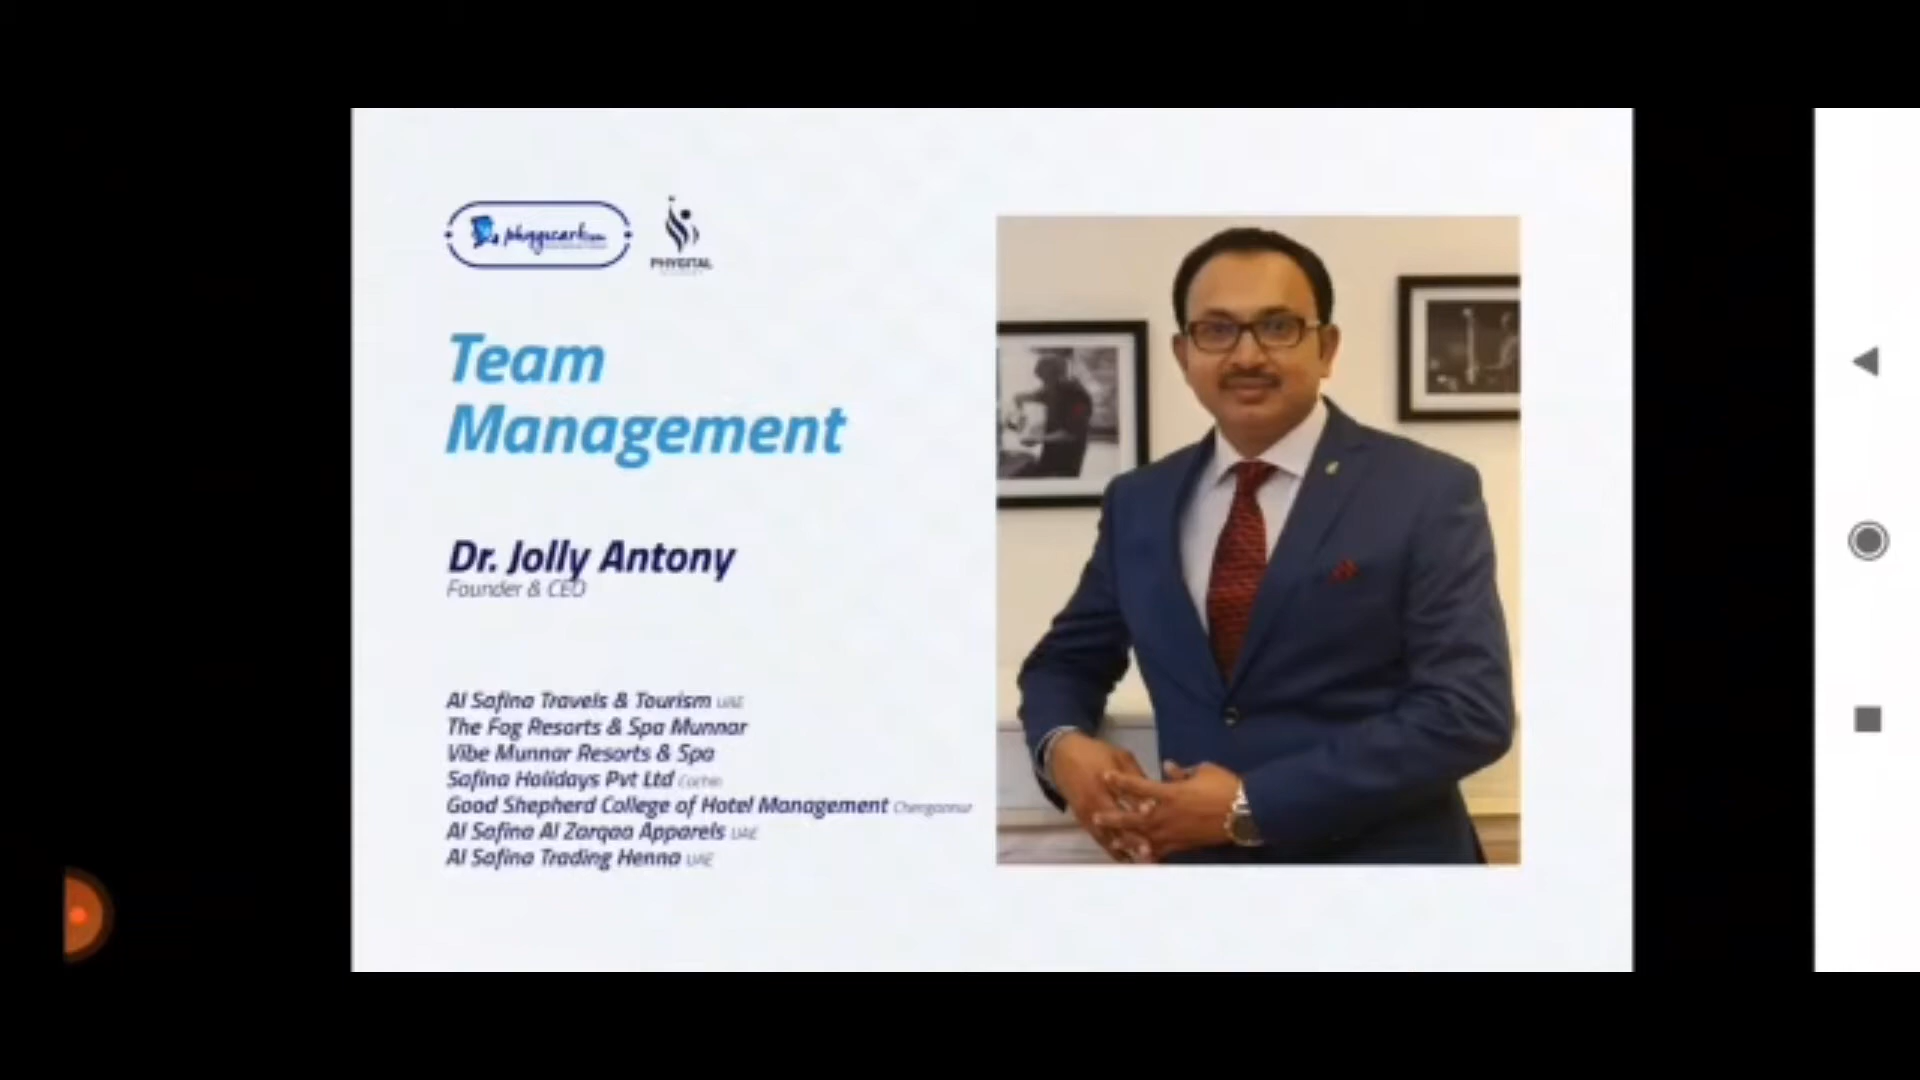 phygicart.com
PHYGITAL
Team
Management
Dr. Jolly Antony
Founder & CEO
Al Safina Travels & Tourism UAE
The Fog Resorts & Spa Munnar
Vibe Munnar Resorts & Spa
Safina Holidays Pvt Ltd Cochin
Good Shepherd College of Hotel Management Chengannur
Al Safina Al Zarqaa Apparels UAE
Al Safina Trading Henna UAE